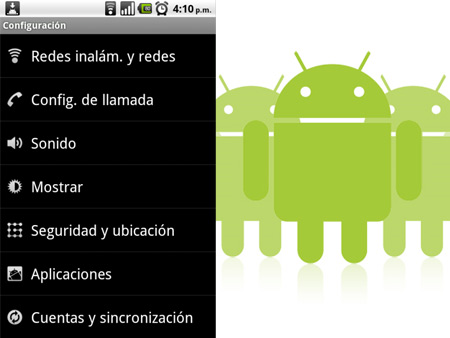 4:10 p.m.
Configuración
Redes inalám. y redes
Config. de llamada
Sonido
Mostrar
Seguridad y ubicación
Aplicaciones
Cuentas y sincronización